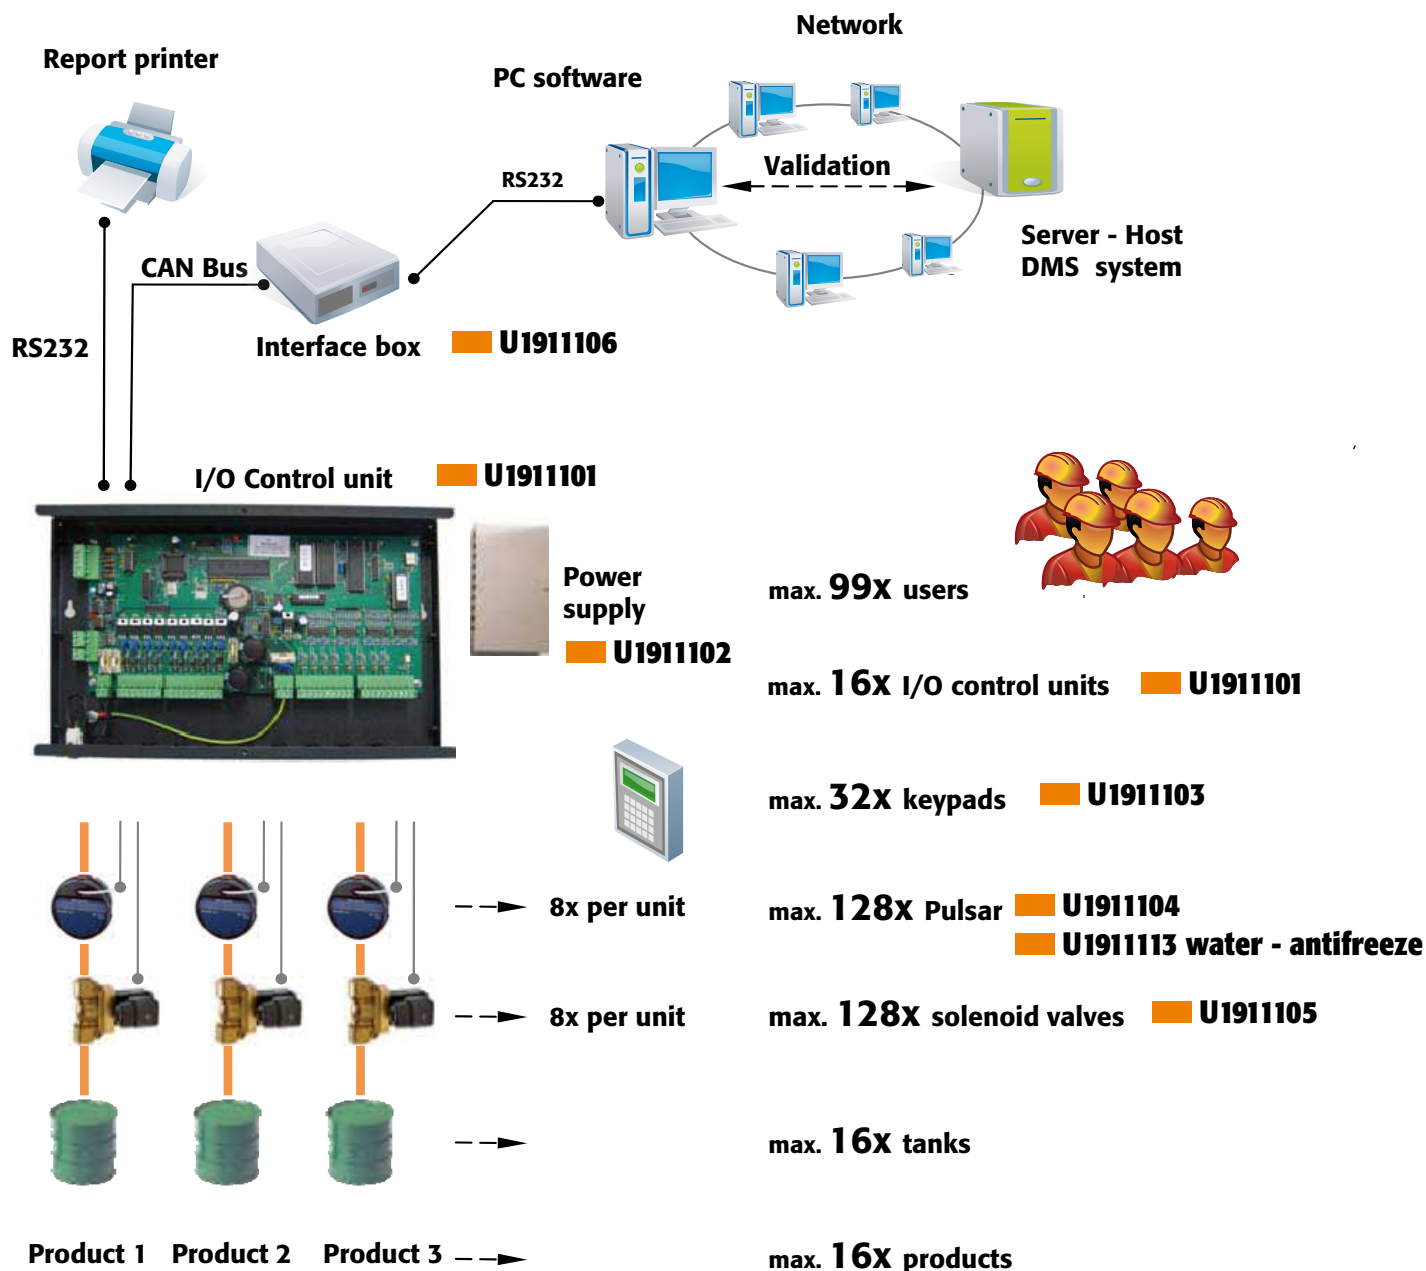 Network
Report printer
PC software
Validation
RS232
Server - Host
DMS system
CAN Bus
RS232
Interface box U1911106
I/O Control unit U1911101
Power
supply
U1911102
max. 99x users
max. 16x I/O control units U1911101
max. 32x keypads U1911103
8x per unit max. 128x Pulsar U1911104
U1911113 water - antifreeze
8x per unit max. 128x solenoid valves U1911105
max. 16x tanks
Product 1 Product 2 Product 3 max. 16x products